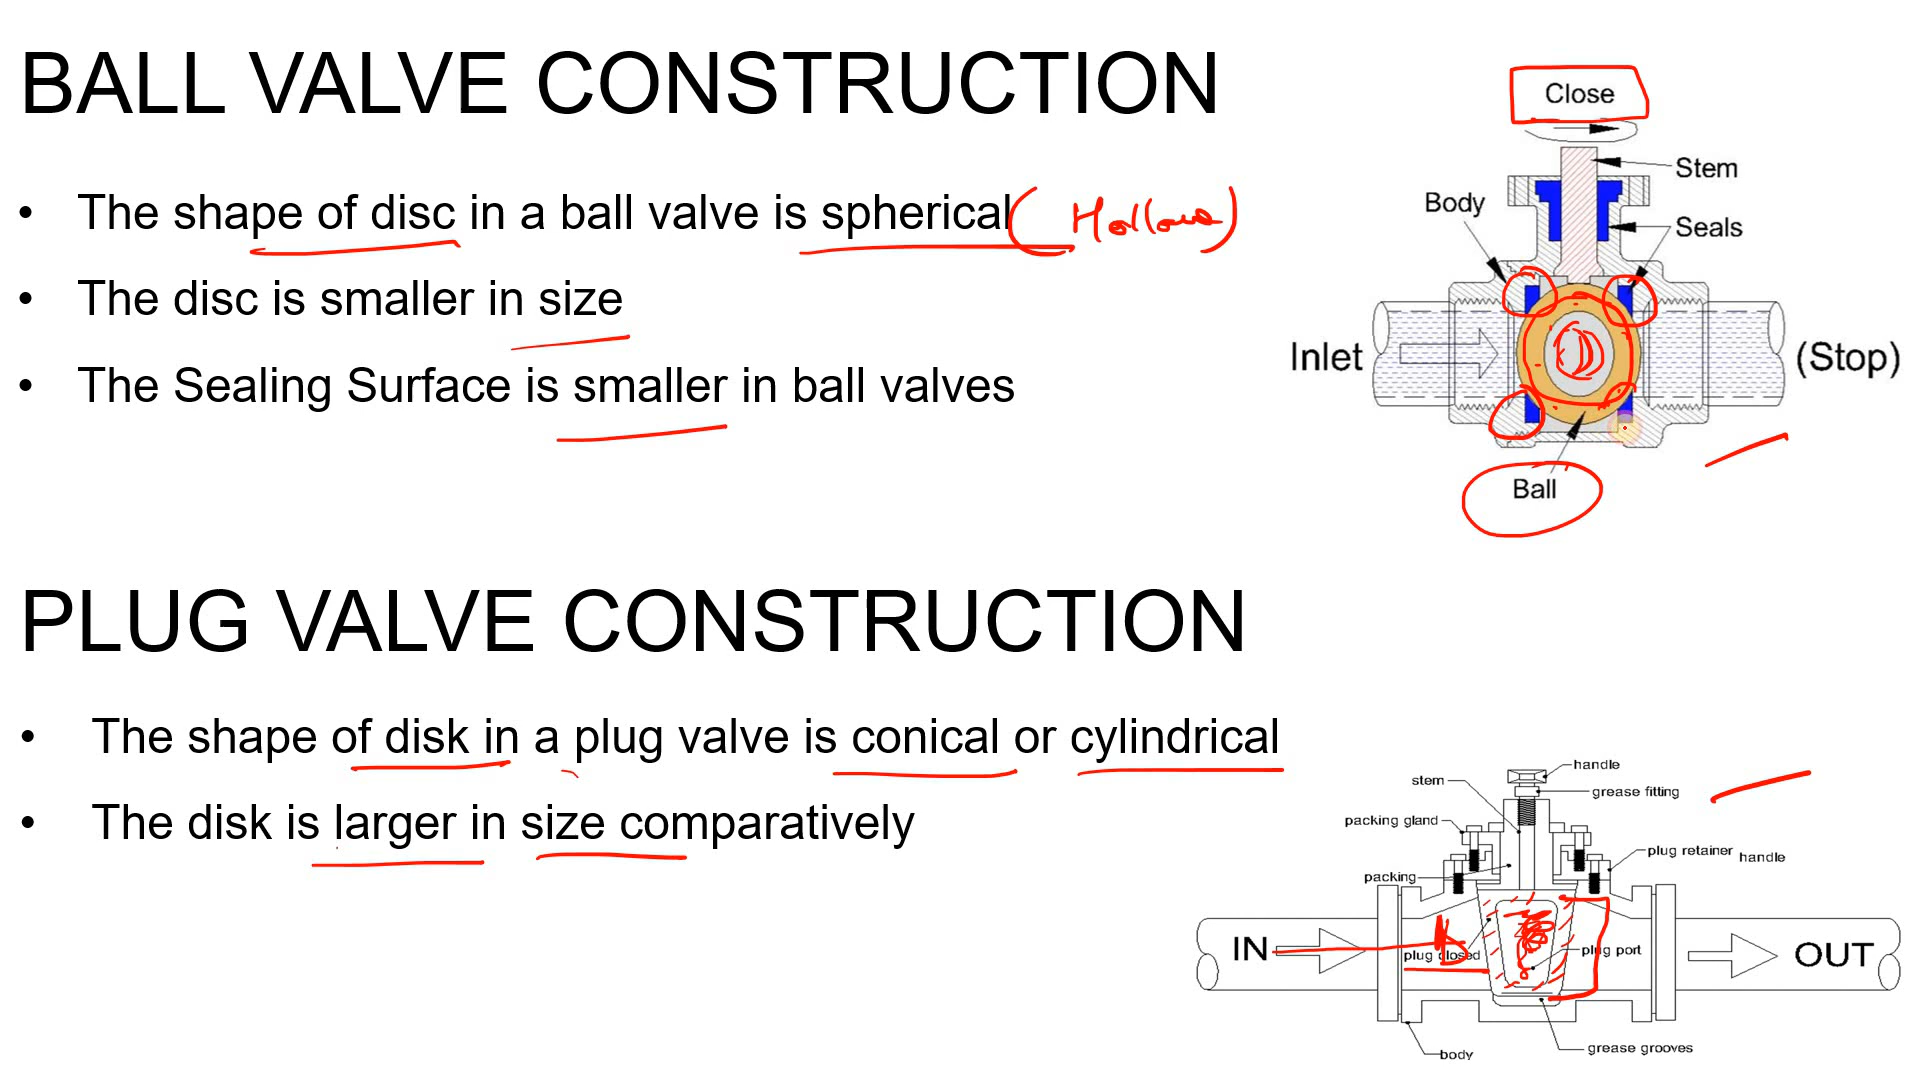 BALL VALVE CONSTRUCTION
• The shape of disc in a ball valve is spherical (Hollow)
• The disc is smaller in size
• The Sealing Surface is smaller in ball valves
Close
Stem
Body
Seals
Inlet
(Stop)
Ball
PLUG VALVE CONSTRUCTION
• The shape of disk in a plug valve is conical or cylindrical
• The disk is larger in size comparatively
handle
stem
grease fitting
packing gland
plug retainer
handle
packing
IN
plug closed
plug port
OUT
grease grooves
body